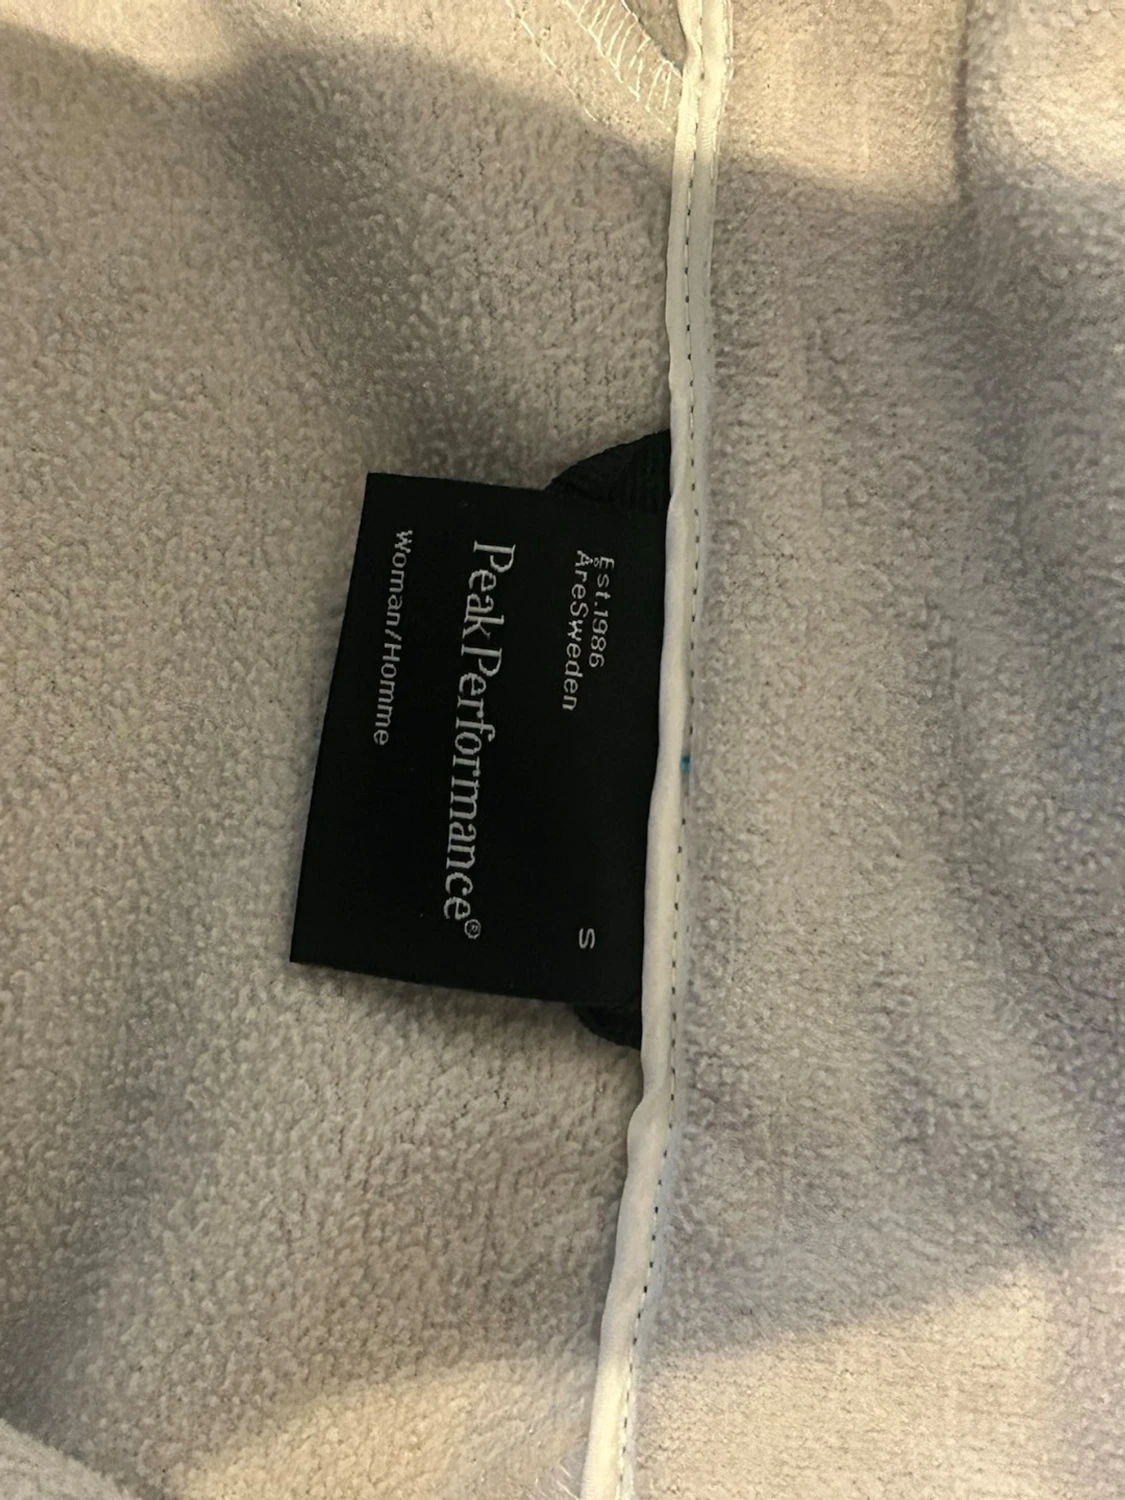 Est.1986
ÅreSweden
S
PeakPerformance®
Woman/Homme